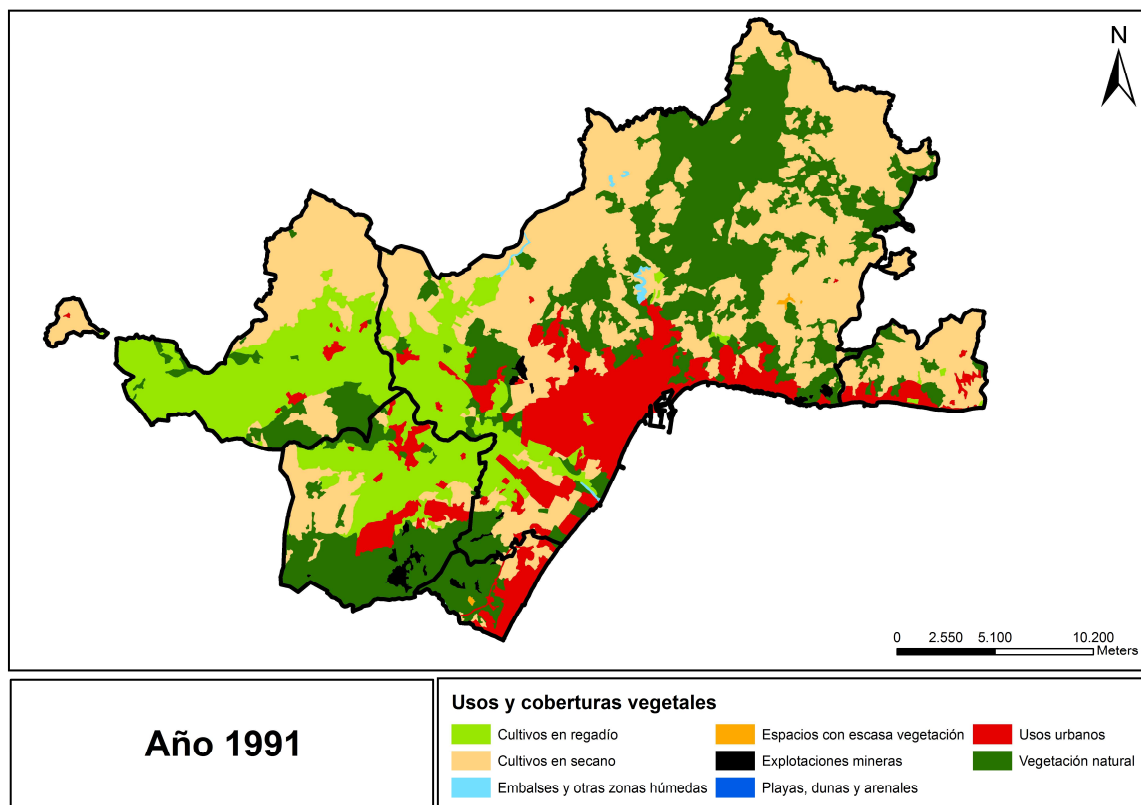 N
0 2.550 5.100 10.200
Meters
Año 1991
Usos y coberturas vegetales
Cultivos en regadío
Espacios con escasa vegetación
Usos urbanos
Cultivos en secano
Explotaciones mineras
Vegetación natural
Embalses y otras zonas húmedas
Playas, dunas y arenales